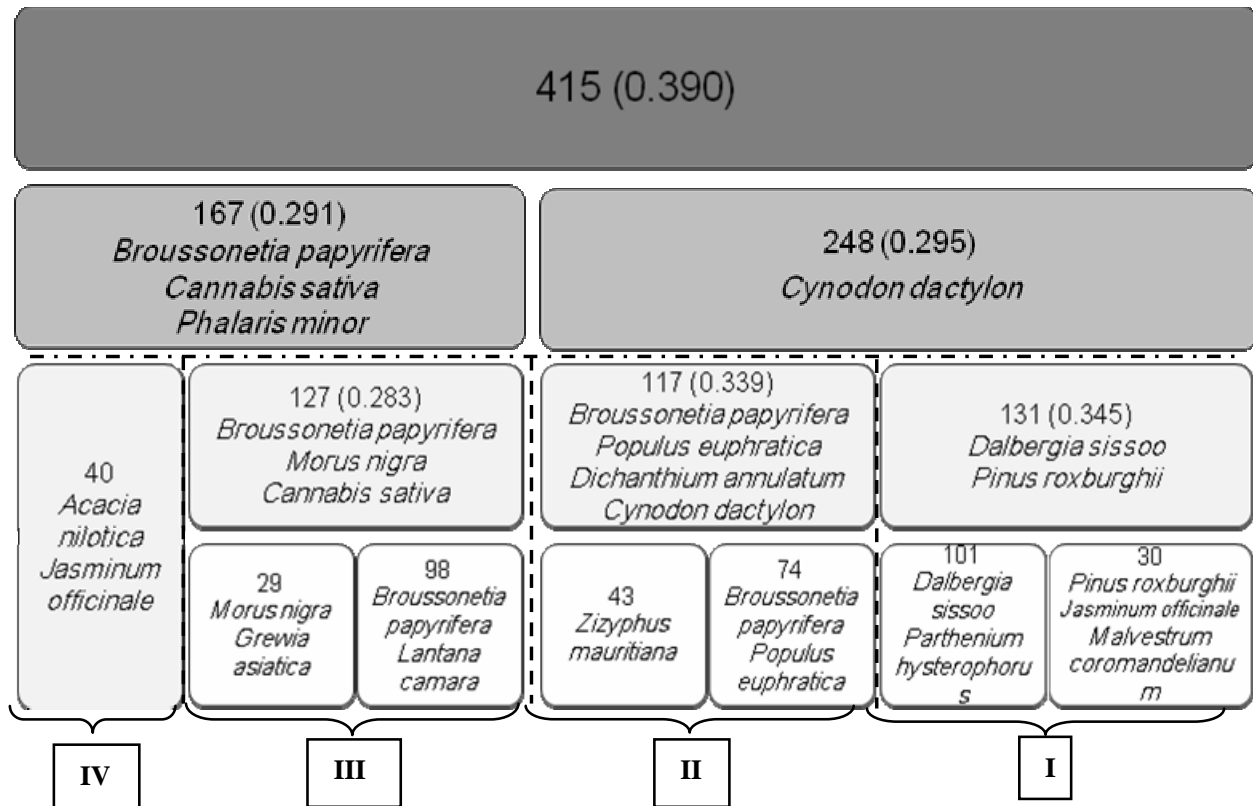 415 (0.390)
167 (0.291)
Broussonetia papyrifera
Cannabis sativa
Phalaris minor
248 (0.295)
Cynodon dactylon
40
Acacia
nilotica
Jasminum
officinale
127 (0.283)
Broussonetia papyrifera
Morus nigra
Cannabis sativa
117 (0.339)
Broussonetia papyrifera
Populus euphratica
Dichanthium annulatum
Cynodon dactylon
131 (0.345)
Dalbergia sissoo
Pinus roxburghii
29
Morus nigra
Grewia
asiatica
98
Broussonetia
papyrifera
Lantana
camara
43
Zizyphus
mauritiana
74
Broussonetia
papyrifera
Populus
euphratica
101
Dalbergia
sissoo
Parthenium
hysterophoru
s
30
Pinus roxburghii
Jasminum officinale
Malvestrum
coromandelianu
m
IV
III
II
I